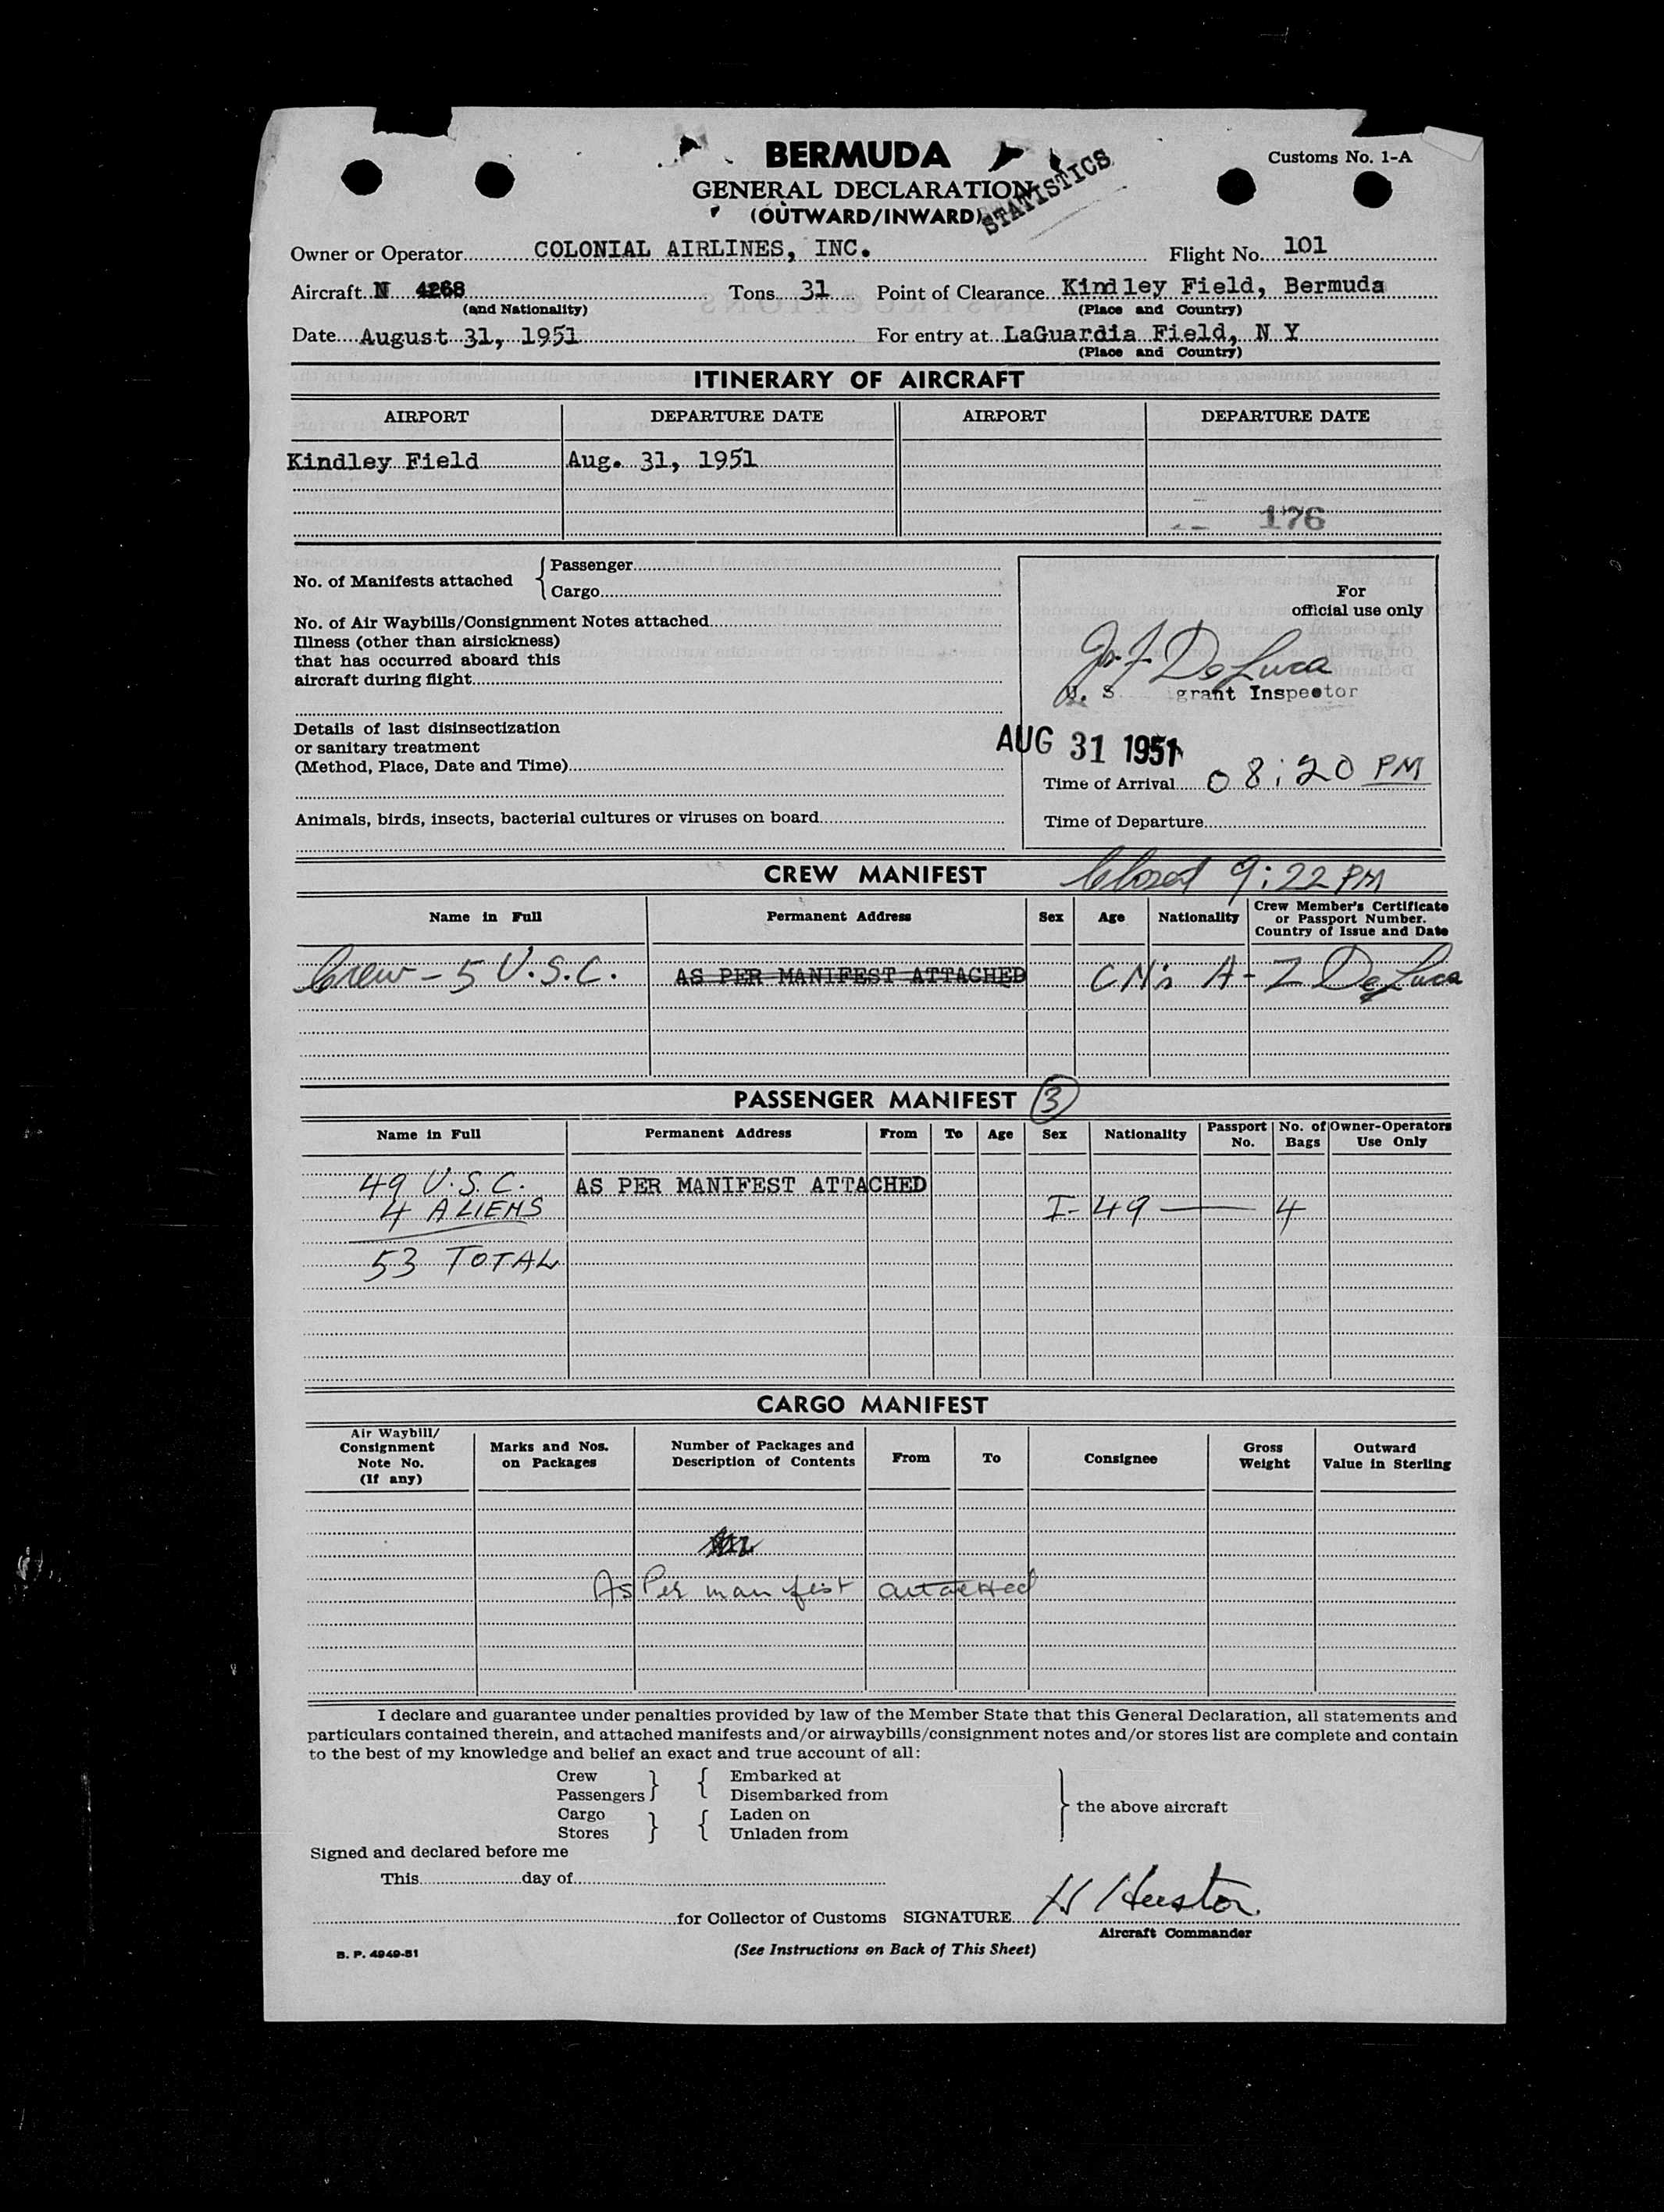 BERMUDA
Customs No. 1-A
GENERAL DECLARATION
STATISTICS
(OUTWARD/INWARD)
Owner or Operator COLONIAL AIRLINES, INC. Flight No. 101
Aircraft N 4268 Tons 31 Point of Clearance Kindley Field, Bermuda
(and Nationality) (Place and Country)
Date August 31, 1951 For entry at LaGuardia Field, N Y
(Place and Country)
ITINERARY OF AIRCRAFT
AIRPORT DEPARTURE DATE AIRPORT DEPARTURE DATE
Kindley Field Aug. 31, 1951
176
No. of Manifests attached
Passenger
Cargo
No. of Air Waybills/Consignment Notes attached
Illness (other than airsickness)
that has occurred aboard this
aircraft during flight
Details of last disinsectization
or sanitary treatment
(Method, Place, Date and Time)
Animals, birds, insects, bacterial cultures or viruses on board
For
official use only
DeLuca
U. S. grant Inspector
AUG 31 1951
Time of Arrival 08:20 PM
Time of Departure
CREW MANIFEST
Closed 9:22 PM
Name in Full Permanent Address Sex Age Nationality Crew Member's Certificate
or Passport Number.
Country of Issue and Date
Crew - 5 U.S.C. AS PER MANIFEST ATTACHED CN's A-Z DeLuca
PASSENGER MANIFEST 3
Name in Full Permanent Address From To Age Sex Nationality Passport No. No. of Bags Owner-Operators Use Only
49 U.S.C. AS PER MANIFEST ATTACHED
4 ALIENS I-49 — 4
53 TOTAL
CARGO MANIFEST
Air Waybill/
Consignment
Note No.
(If any)
Marks and Nos.
on Packages
Number of Packages and
Description of Contents
From To Consignee
Gross
Weight
Outward
Value in Sterling
As Per manifest attached
I declare and guarantee under penalties provided by law of the Member State that this General Declaration, all statements and
particulars contained therein, and attached manifests and/or airwaybills/consignment notes and/or stores list are complete and contain
to the best of my knowledge and belief an exact and true account of all:
Crew Embarked at
Passengers Disembarked from
Cargo Laden on the above aircraft
Stores Unladen from
Signed and declared before me
This day of
for Collector of Customs SIGNATURE H Huston
Aircraft Commander
B. P. 4949-51
(See Instructions on Back of This Sheet)